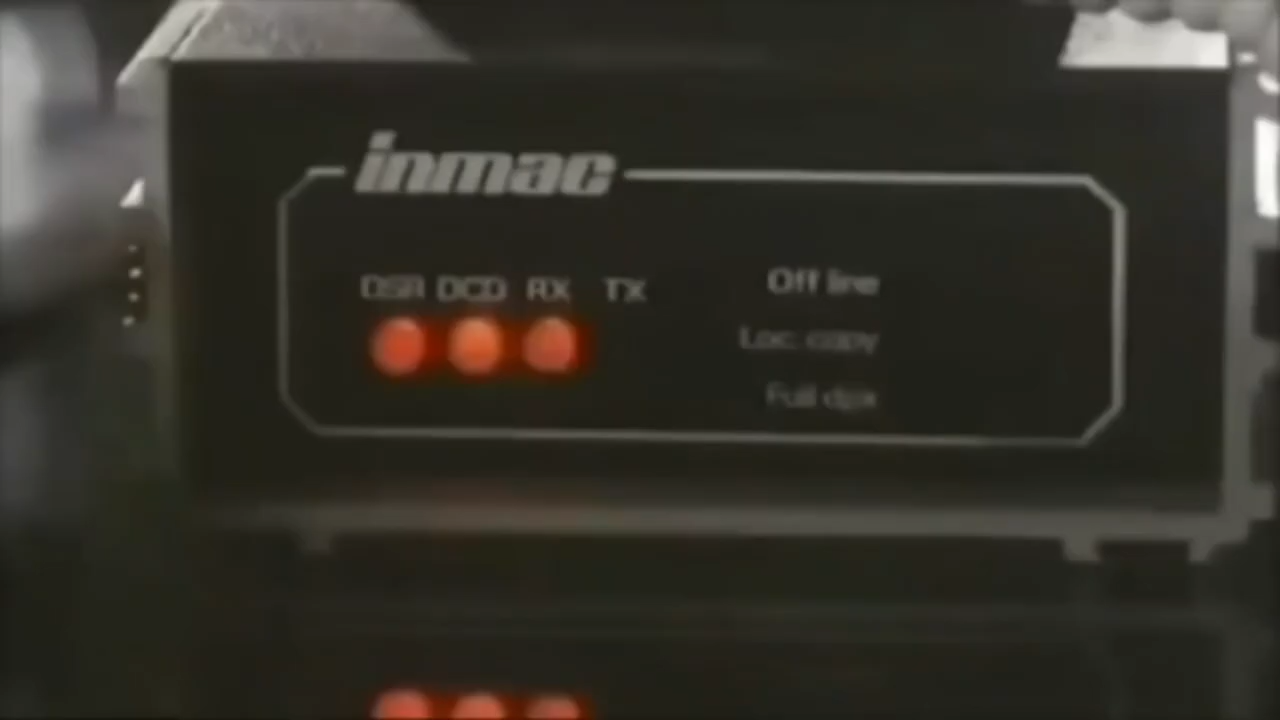 inmac
DSR DCD RX TX
Off line
Loc. copy
Full dpx